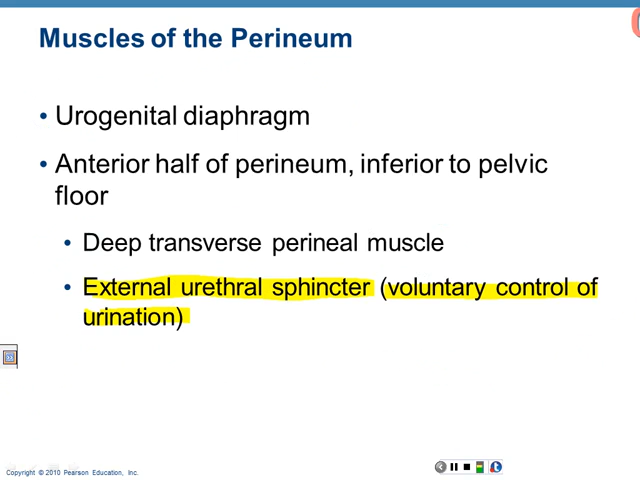 Muscles of the Perineum
• Urogenital diaphragm
• Anterior half of perineum, inferior to pelvic
floor
• Deep transverse perineal muscle
• External urethral sphincter (voluntary control of
urination)
Copyright © 2010 Pearson Education, Inc.